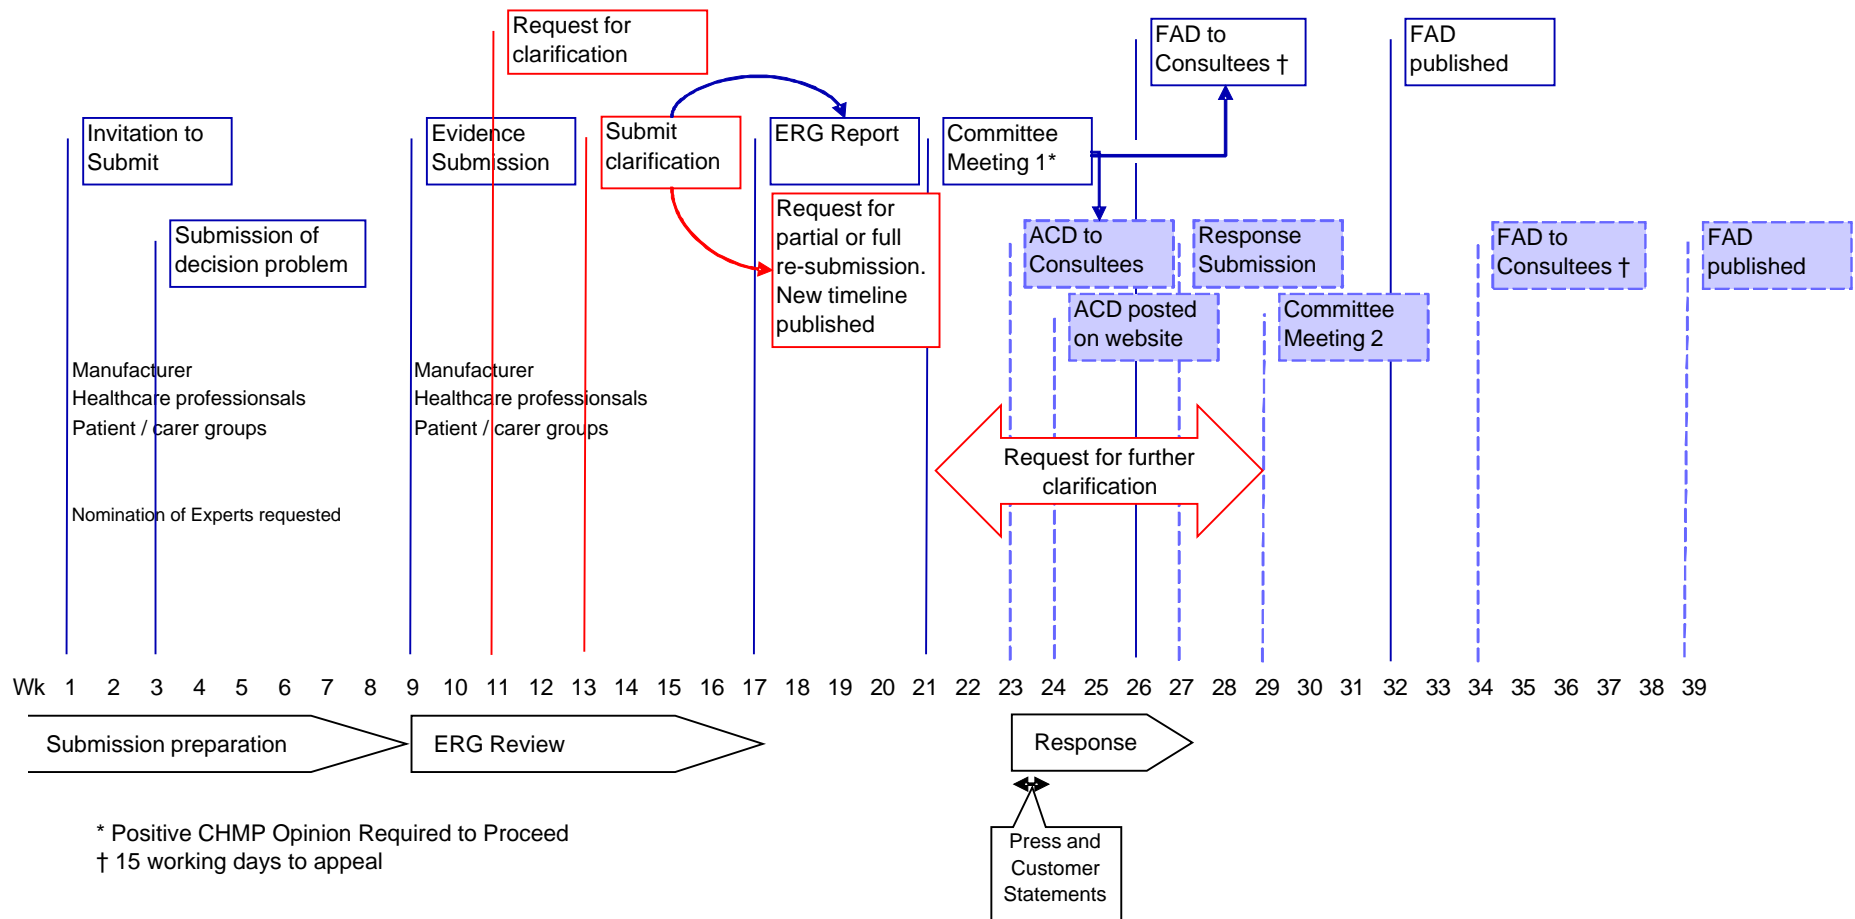 Request for
clarification
FAD to
Consultees †
FAD
published
Invitation to
Submit
Evidence
Submission
Submit
clarification
ERG Report
Committee
Meeting 1*
Submission of
decision problem
Request for
partial or full
re-submission.
New timeline
published
ACD to
Consultees
Response
Submission
FAD to
Consultees †
FAD
published
ACD posted
on website
Committee
Meeting 2
Manufacturer
Healthcare professionsals
Patient / carer groups
Manufacturer
Healthcare professionsals
Patient / carer groups
Request for further
clarification
Nomination of Experts requested
Wk 1 2 3 4 5 6 7 8 9 10 11 12 13 14 15 16 17 18 19 20 21 22 23 24 25 26 27 28 29 30 31 32 33 34 35 36 37 38 39
Submission preparation
ERG Review
Response
Press and
Customer
Statements
* Positive CHMP Opinion Required to Proceed
† 15 working days to appeal